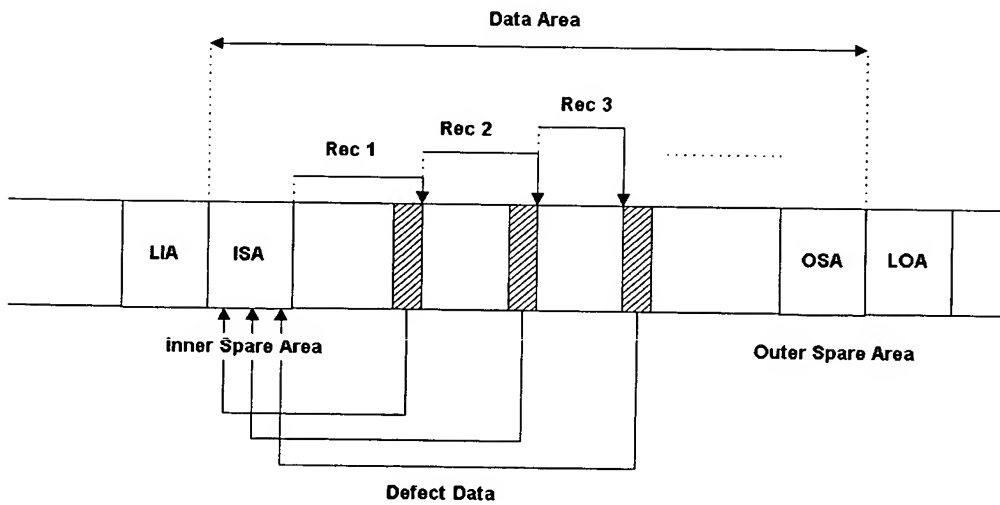 Data Area
Rec 1
Rec 2
Rec 3
LIA
ISA
OSA
LOA
inner Spare Area
Outer Spare Area
Defect Data